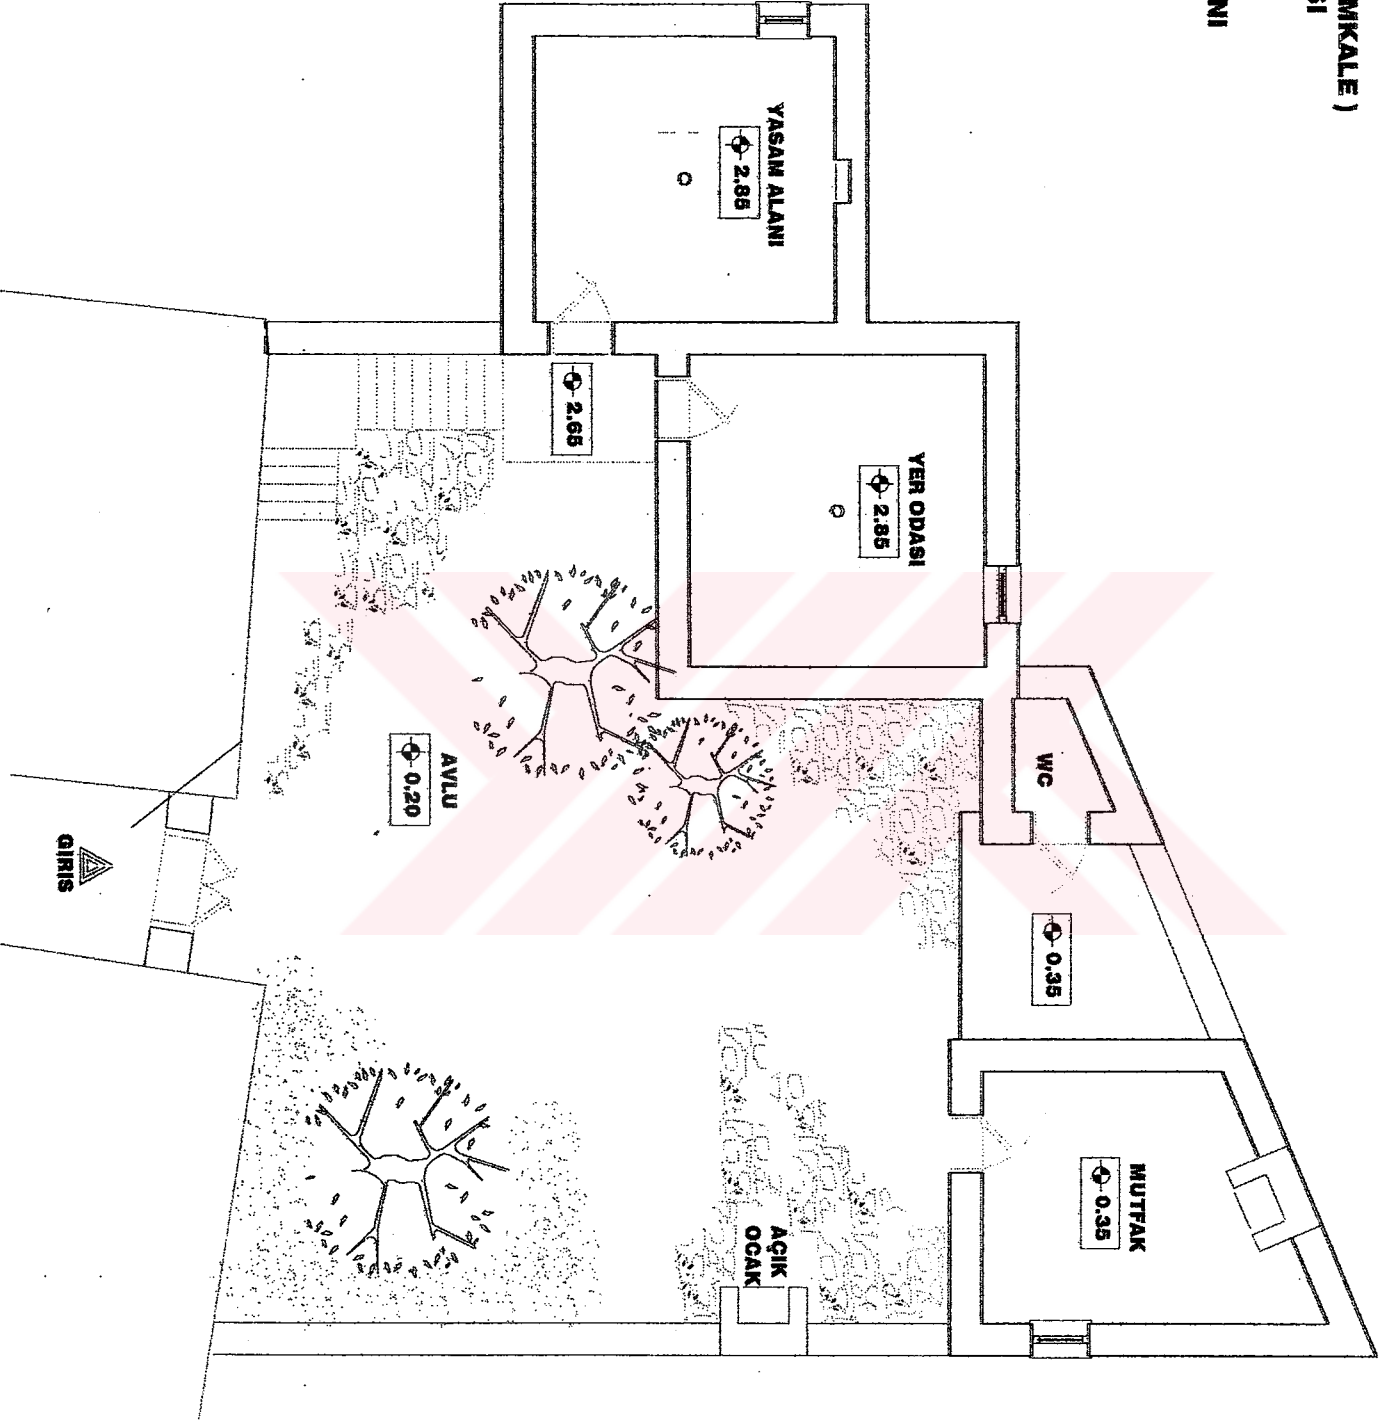 MKALE )
SI
NI
YAŞAM ALANI
2.85
2.65
YER ODASI
2.85
WC
AVLU
0.20
GİRİS
0.35
MUTFAK
0.35
AÇIK
OCAK